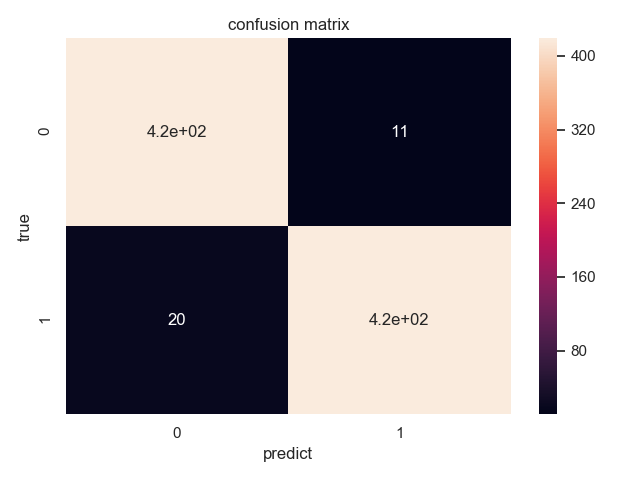 confusion matrix
true
0
4.2e+02
11
1
20
4.2e+02
0
1
predict
400
320
240
160
80